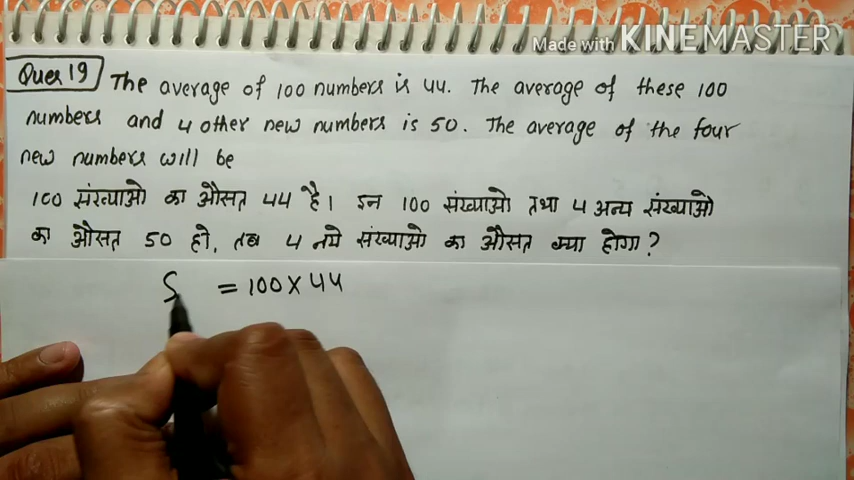 Made with KINEMASTER
Ques 19 The average of 100 numbers is 44. The average of these 100
numbers and 4 other new numbers is 50. The average of the four
new numbers will be
100 संख्याओ का औसत 44 है। इन 100 संख्याओ तथा 4 अन्य संख्याओ
का औसत 50 हो, तब 4 नये संख्याओ का औसत क्या होगा?
S = 100 X 44